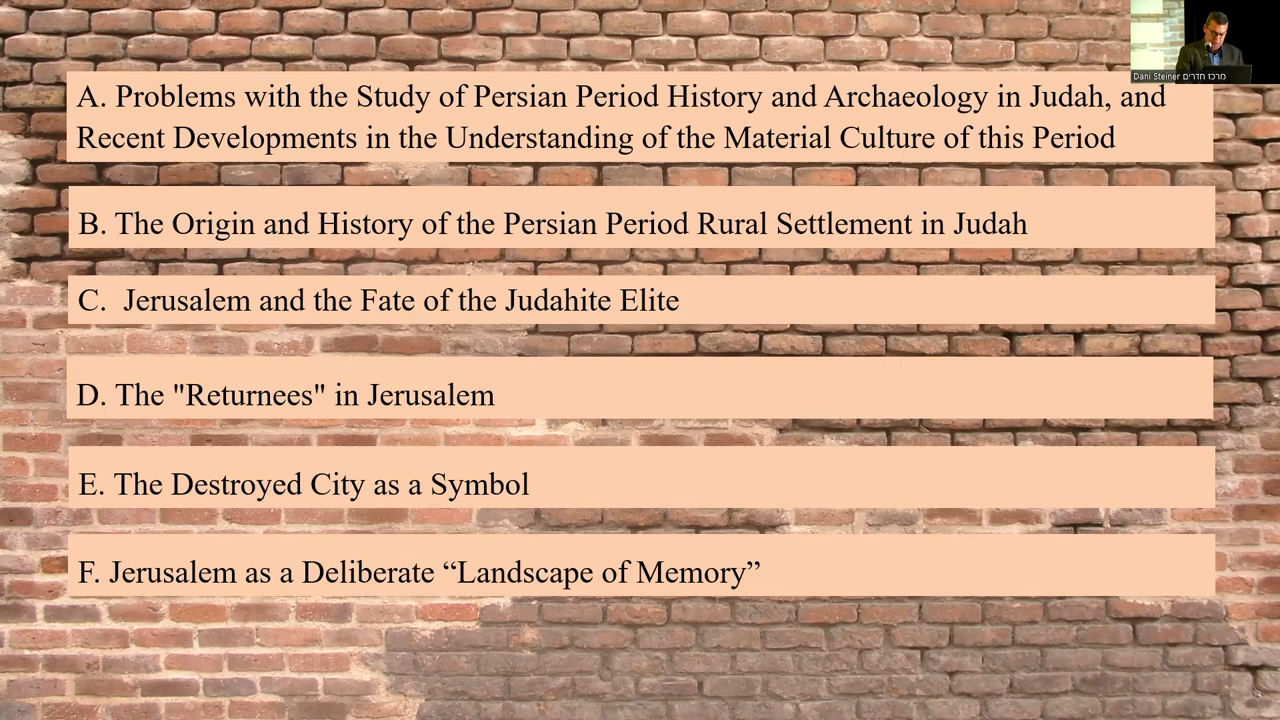 Dani Steiner מרכז חדרים
A. Problems with the Study of Persian Period History and Archaeology in Judah, and
Recent Developments in the Understanding of the Material Culture of this Period
B. The Origin and History of the Persian Period Rural Settlement in Judah
C.  Jerusalem and the Fate of the Judahite Elite
D. The "Returnees" in Jerusalem
E. The Destroyed City as a Symbol
F. Jerusalem as a Deliberate “Landscape of Memory”